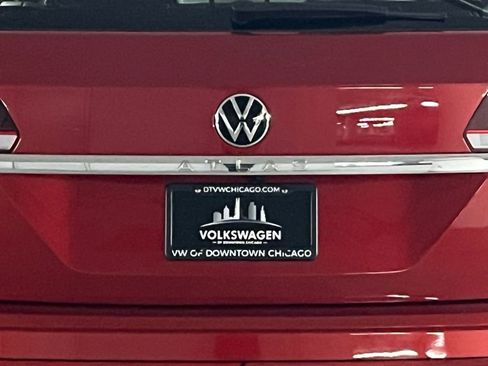 ATLAS
DTVWCHICAGO.COM
VOLKSWAGEN
OF DOWNTOWN CHICAGO
VW OF DOWNTOWN CHICAGO